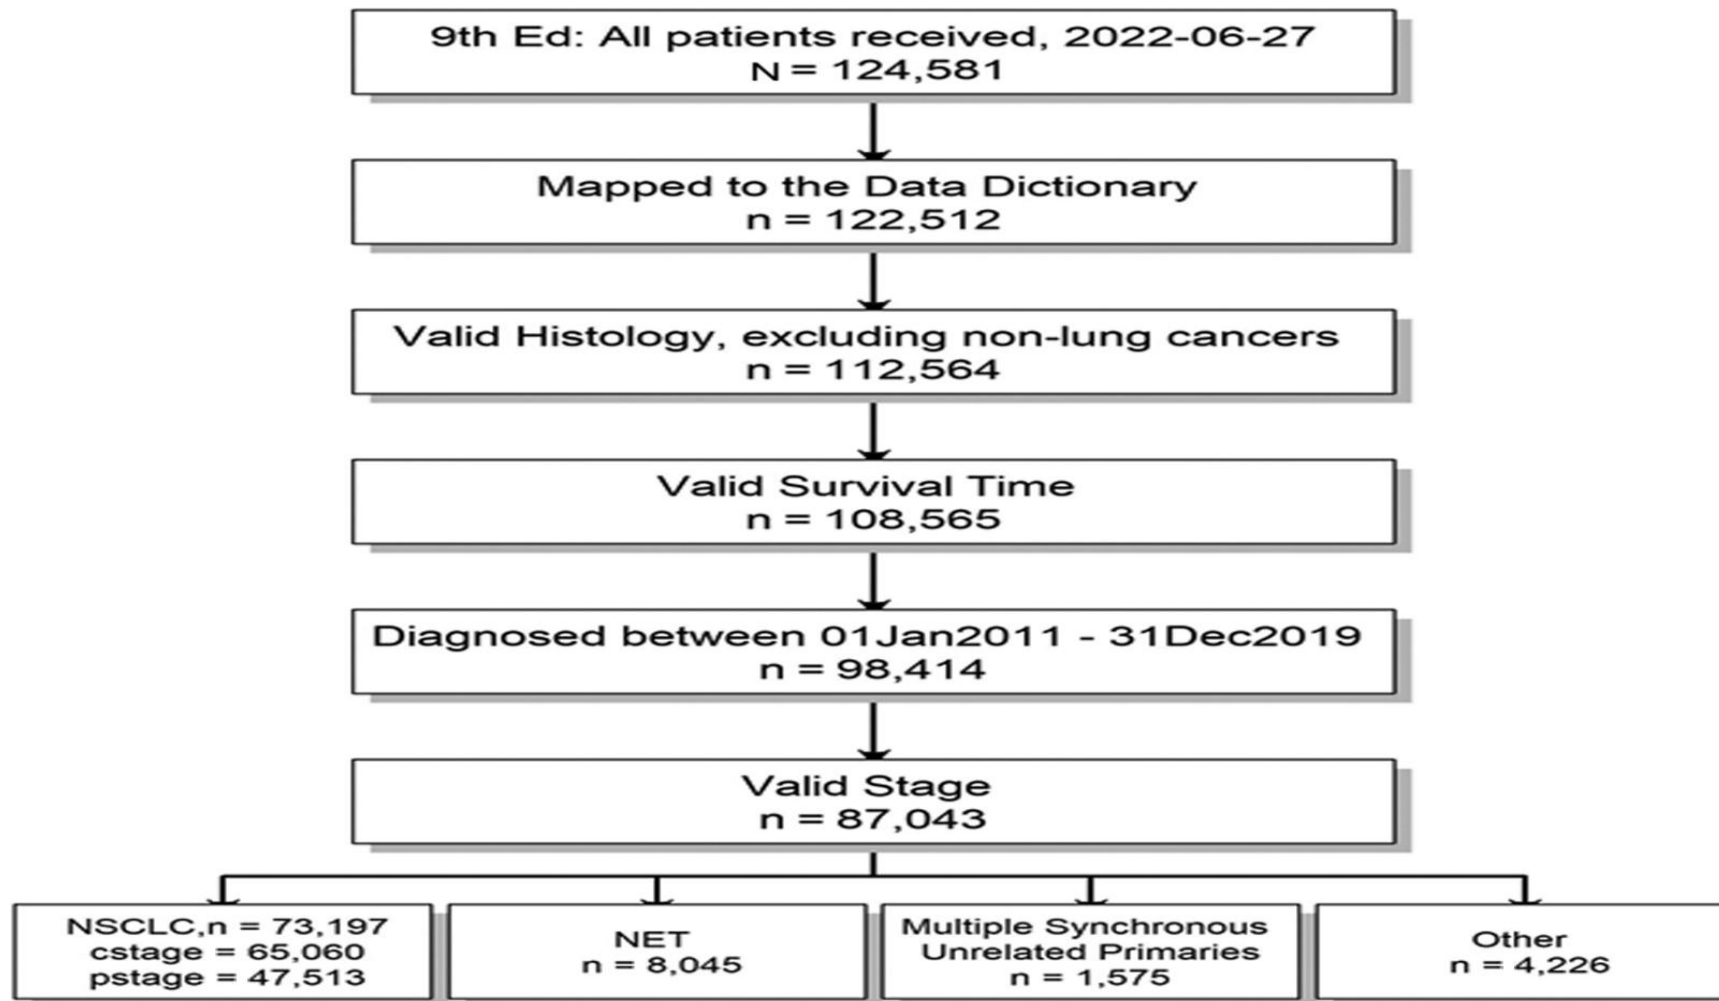 9th Ed: All patients received, 2022-06-27
N = 124,581
Mapped to the Data Dictionary
n = 122,512
Valid Histology, excluding non-lung cancers
n = 112,564
Valid Survival Time
n = 108,565
Diagnosed between 01Jan2011 - 31Dec2019
n = 98,414
Valid Stage
n = 87,043
NSCLC,n = 73,197
cstage = 65,060
pstage = 47,513
NET
n = 8,045
Multiple Synchronous
Unrelated Primaries
n = 1,575
Other
n = 4,226